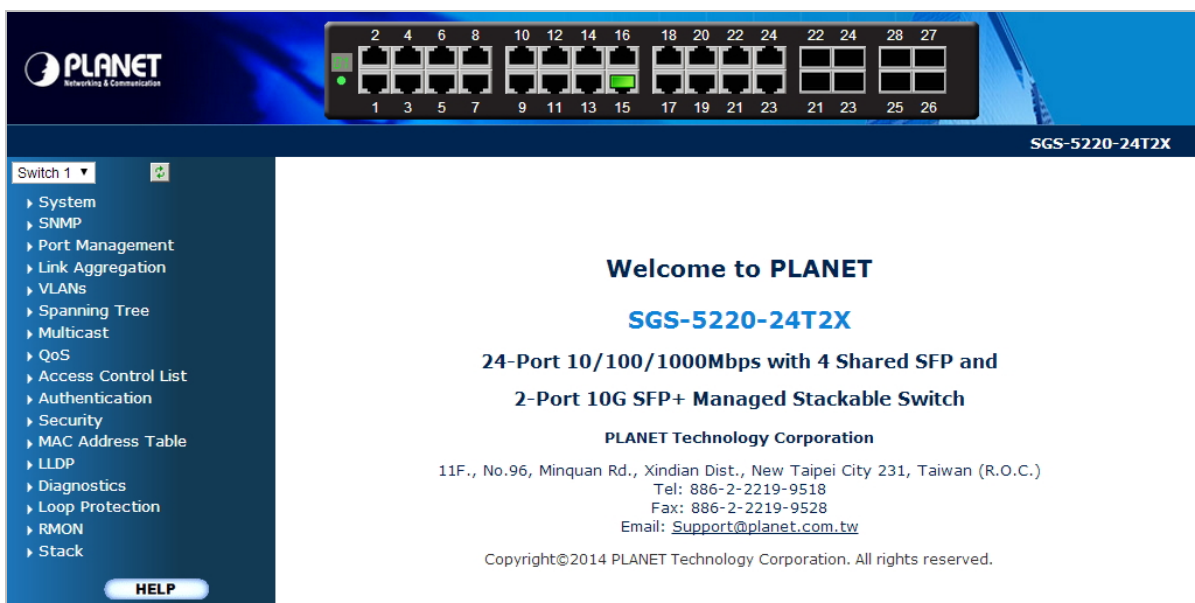 PLANET
Networking & Communication
2 4 6 8 10 12 14 16 18 20 22 24 22 24 28 27
1 3 5 7 9 11 13 15 17 19 21 23 21 23 25 26
SGS-5220-24T2X
Switch 1
System
SNMP
Port Management
Link Aggregation
VLANs
Spanning Tree
Multicast
QoS
Access Control List
Authentication
Security
MAC Address Table
LLDP
Diagnostics
Loop Protection
RMON
Stack
HELP
Welcome to PLANET
SGS-5220-24T2X
24-Port 10/100/1000Mbps with 4 Shared SFP and
2-Port 10G SFP+ Managed Stackable Switch
PLANET Technology Corporation
11F., No.96, Minquan Rd., Xindian Dist., New Taipei City 231, Taiwan (R.O.C.)
Tel: 886-2-2219-9518
Fax: 886-2-2219-9528
Email: Support@planet.com.tw
Copyright©2014 PLANET Technology Corporation. All rights reserved.